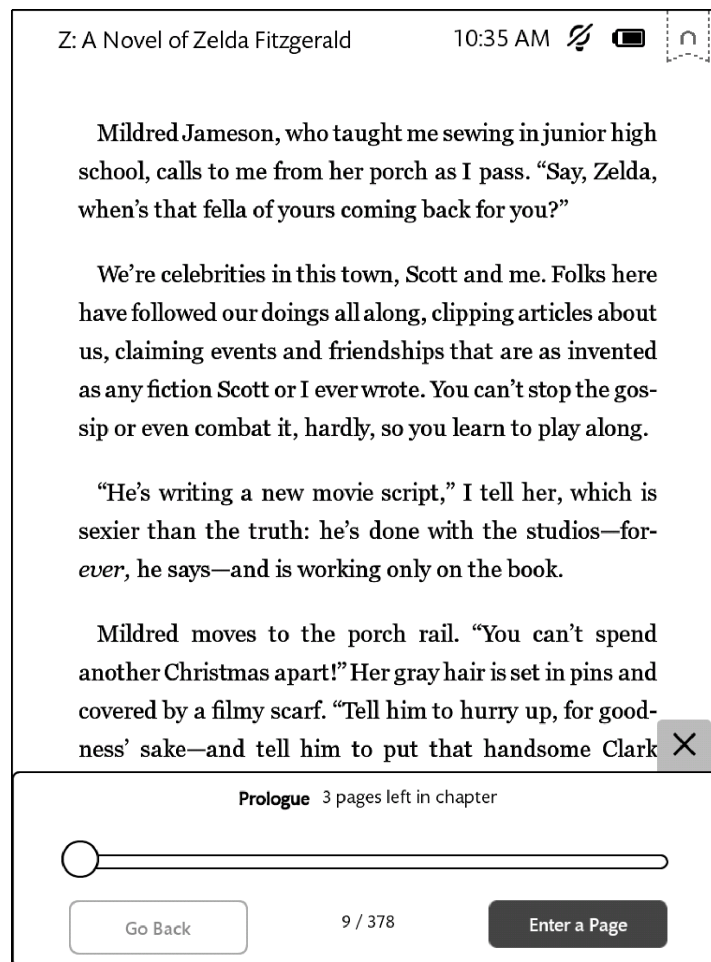 Z: A Novel of Zelda Fitzgerald 10:35 AM
Mildred Jameson, who taught me sewing in junior high
school, calls to me from her porch as I pass. “Say, Zelda,
when’s that fella of yours coming back for you?”
We’re celebrities in this town, Scott and me. Folks here
have followed our doings all along, clipping articles about
us, claiming events and friendships that are as invented
as any fiction Scott or I ever wrote. You can’t stop the gos-
sip or even combat it, hardly, so you learn to play along.
“He’s writing a new movie script,” I tell her, which is
sexier than the truth: he’s done with the studios—for-
ever, he says—and is working only on the book.
Mildred moves to the porch rail. “You can’t spend
another Christmas apart!” Her gray hair is set in pins and
covered by a filmy scarf. “Tell him to hurry up, for good-
ness’ sake—and tell him to put that handsome Clark
Prologue 3 pages left in chapter
Go Back 9 / 378 Enter a Page